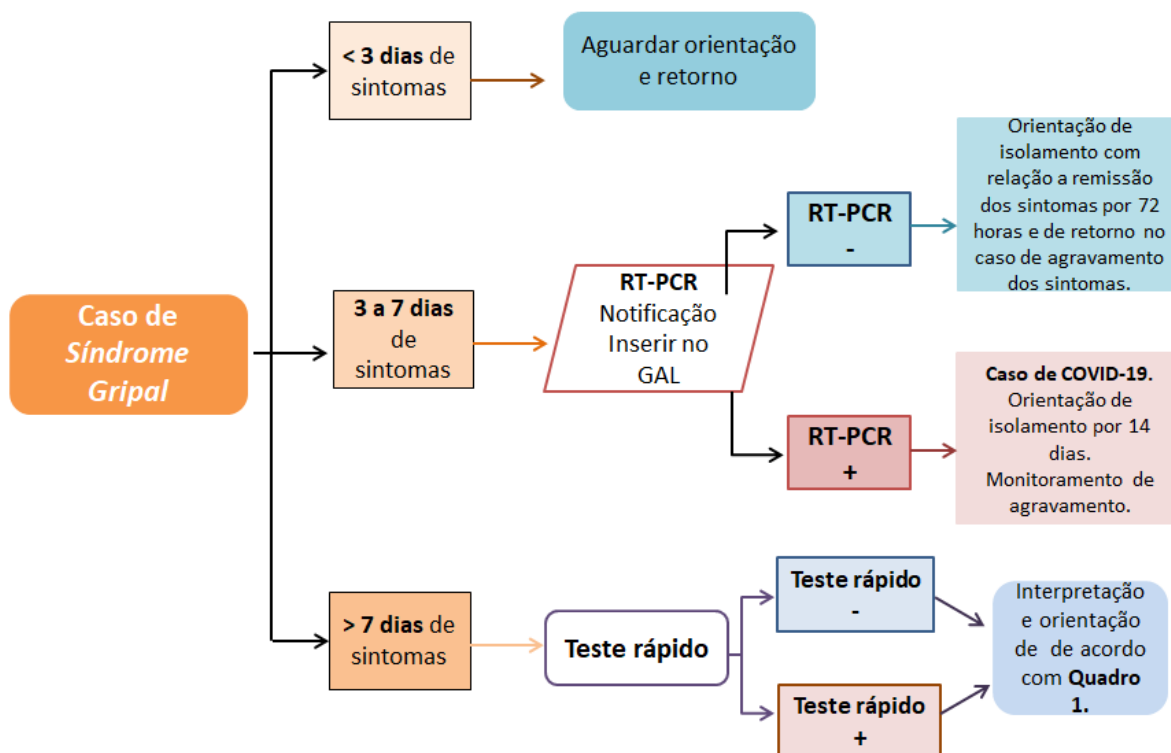 Caso de
Síndrome
Gripal
< 3 dias de
sintomas
Aguardar orientação
e retorno
3 a 7 dias
de
sintomas
RT-PCR
Notificação
Inserir no
GAL
RT-PCR
-
Orientação de
isolamento com
relação a remissão
dos sintomas por 72
horas e de retorno no
caso de agravamento
dos sintomas.
RT-PCR
+
Caso de COVID-19.
Orientação de
isolamento por 14
dias.
Monitoramento de
agravamento.
> 7 dias de
sintomas
Teste rápido
Teste rápido
-
Teste rápido
+
Interpretação
e orientação
de de acordo
com Quadro
1.